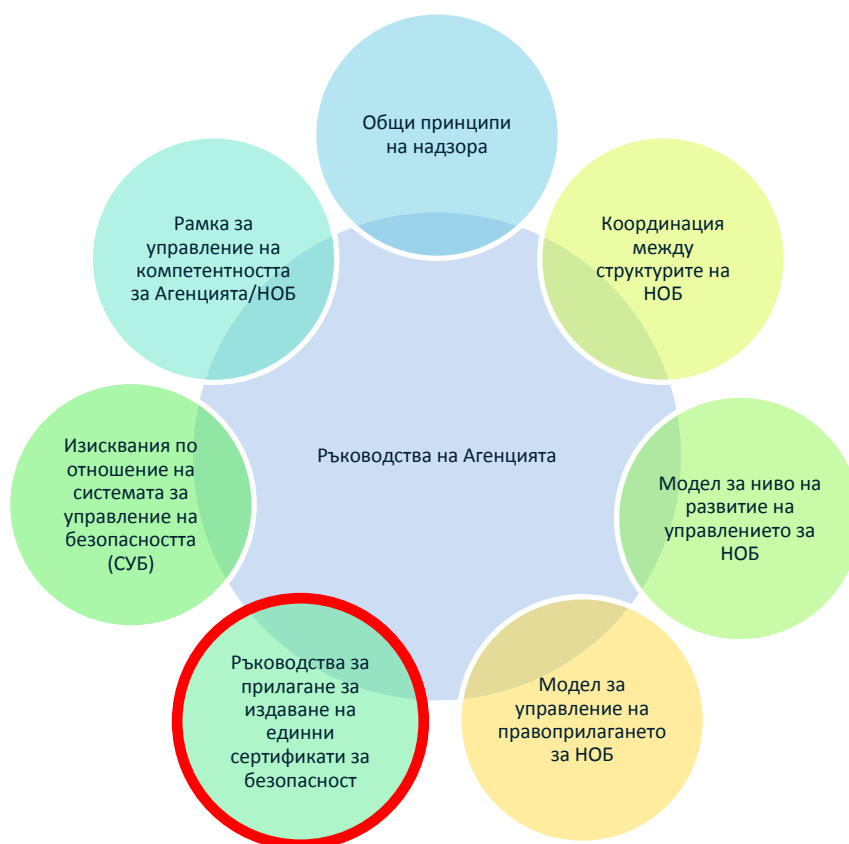 Общи принципи
на надзора
Координация
между
структурите на
НОБ
Модел за ниво на
развитие на
управлението за
НОБ
Модел за
управление на
правоприлагането
за НОБ
Ръководства за
прилагане за
издаване на
единни
сертификати за
безопасност
Изисквания по
отношение на
системата за
управление на
безопасността
(СУБ)
Рамка за
управление на
компетентността
за Агенцията/НОБ
Ръководства на Агенцията